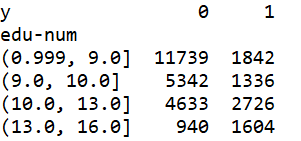 y 0 1
edu-num
(0.999, 9.0] 11739 1842
(9.0, 10.0] 5342 1336
(10.0, 13.0] 4633 2726
(13.0, 16.0] 940 1604